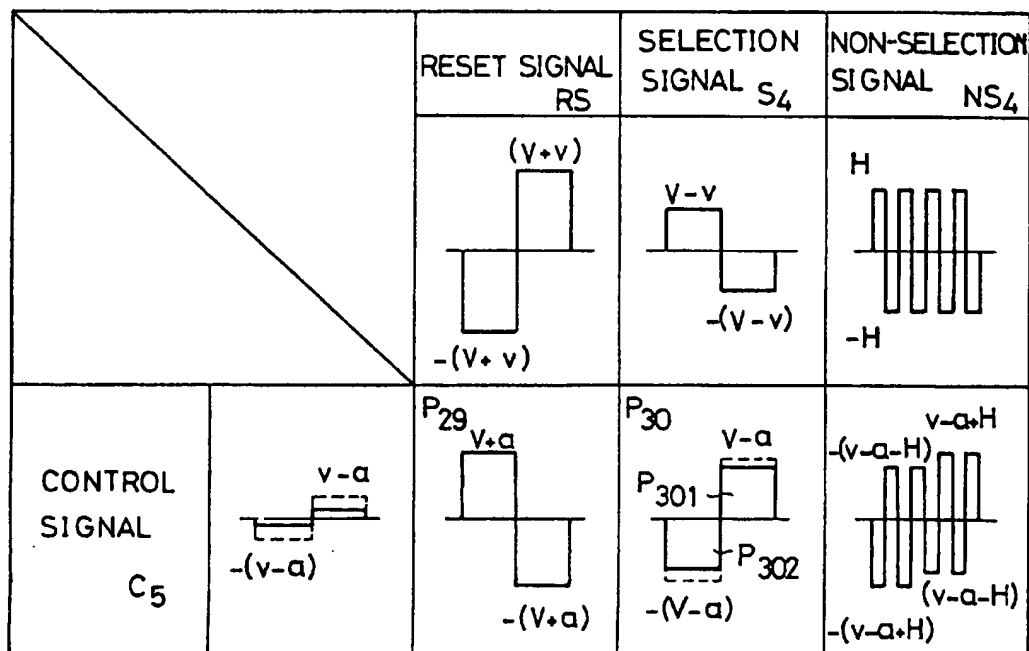 RESET SIGNAL
RS
SELECTION
SIGNAL S4
NON-SELECTION
SIGNAL NS4
(V+v)
-(V+v)
V-v
-(V-v)
H
-H
CONTROL
SIGNAL
C5
v-a
-(v-a)
P29
V+a
-(V+a)
P30
V-a
P301
P302
-(V-a)
v-a+H
-(v-a-H)
(v-a-H)
-(v-a+H)